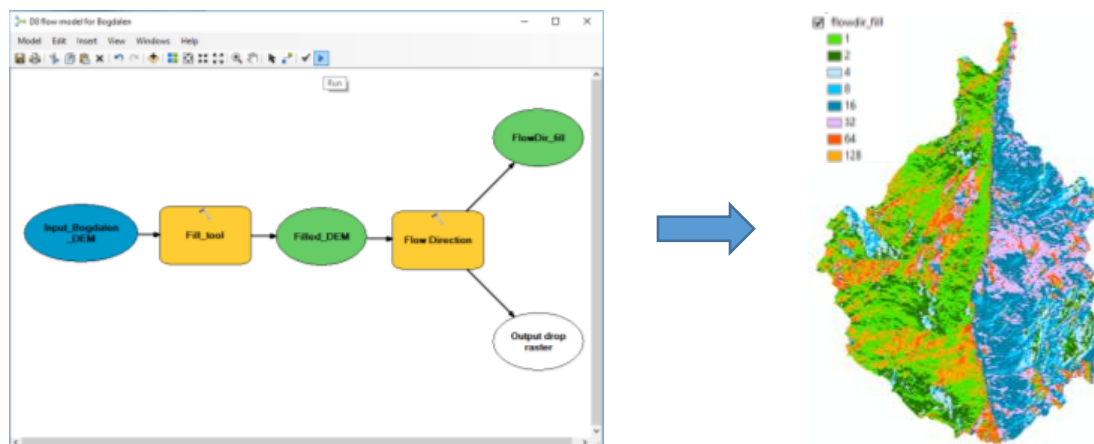 D8 flow model for Bogdalen
Model Edit Insert View Windows Help
Run
FlowDir_fill
Input_Bogdalen
_DEM
Fill_tool
Filled_DEM
Flow Direction
Output drop
raster
flowdir_fill
1
2
4
8
16
32
64
128